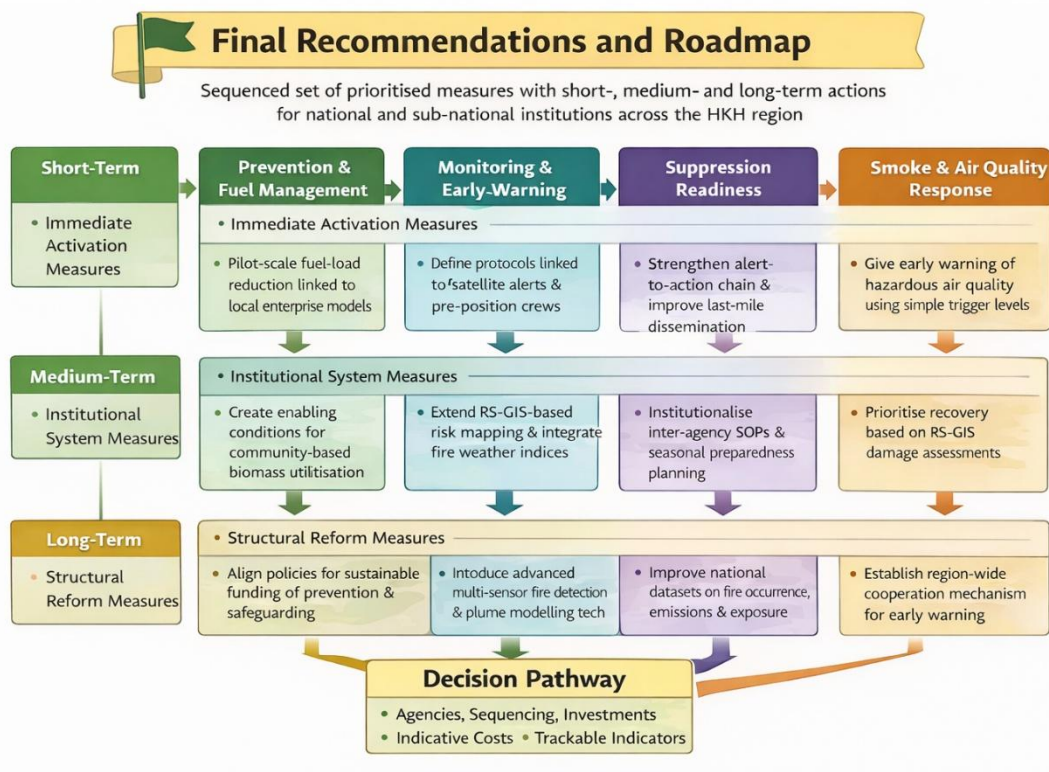 Final Recommendations and Roadmap
Sequenced set of prioritised measures with short-, medium- and long-term actions
for national and sub-national institutions across the HKH region
Short-Term
• Immediate
Activation
Measures
Prevention &
Fuel Management
Monitoring &
Early-Warning
Suppression
Readiness
Smoke & Air Quality
Response
• Immediate Activation Measures
• Pilot-scale fuel-load
reduction linked to
local enterprise models
• Define protocols linked
to satellite alerts &
pre-position crews
• Strengthen alert-
to-action chain &
improve last-mile
dissemination
• Give early warning of
hazardous air quality
using simple trigger levels
Medium-Term
• Institutional
System Measures
• Institutional System Measures
• Create enabling
conditions for
community-based
biomass utilisation
• Extend RS-GIS-based
risk mapping & integrate
fire weather indices
• Institutionalise
inter-agency SOPs &
seasonal preparedness
planning
• Prioritise recovery
based on RS-GIS
damage assessments
Long-Term
• Structural
Reform Measures
• Structural Reform Measures
• Align policies for sustainable
funding of prevention &
safeguarding
• Intoduce advanced
multi-sensor fire detection
& plume modelling tech
• Improve national
datasets on fire occurrence,
emissions & exposure
• Establish region-wide
cooperation mechanism
for early warning
Decision Pathway
• Agencies, Sequencing, Investments
• Indicative Costs • Trackable Indicators